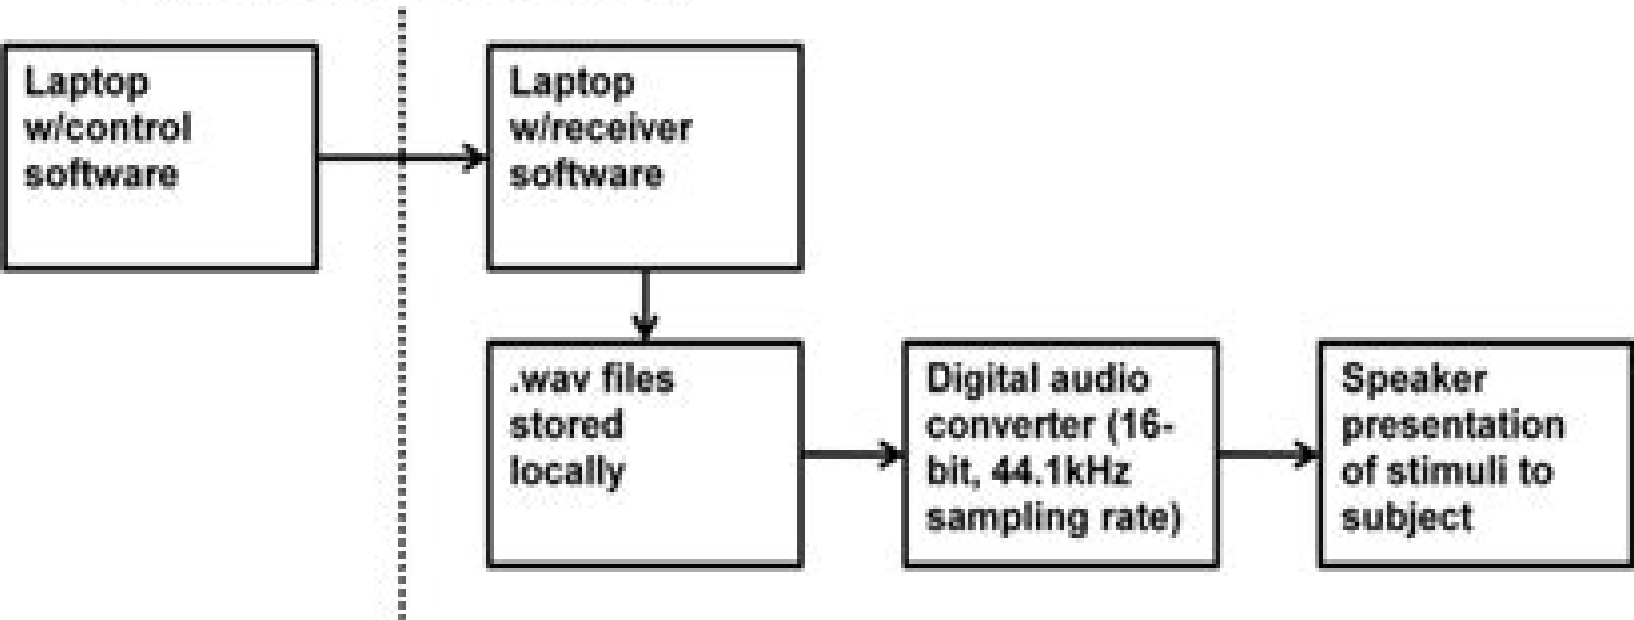 Laptop
w/control
software
Laptop
w/receiver
software
.wav files
stored
locally
Digital audio
converter (16-
bit, 44.1kHz
sampling rate)
Speaker
presentation
of stimuli to
subject